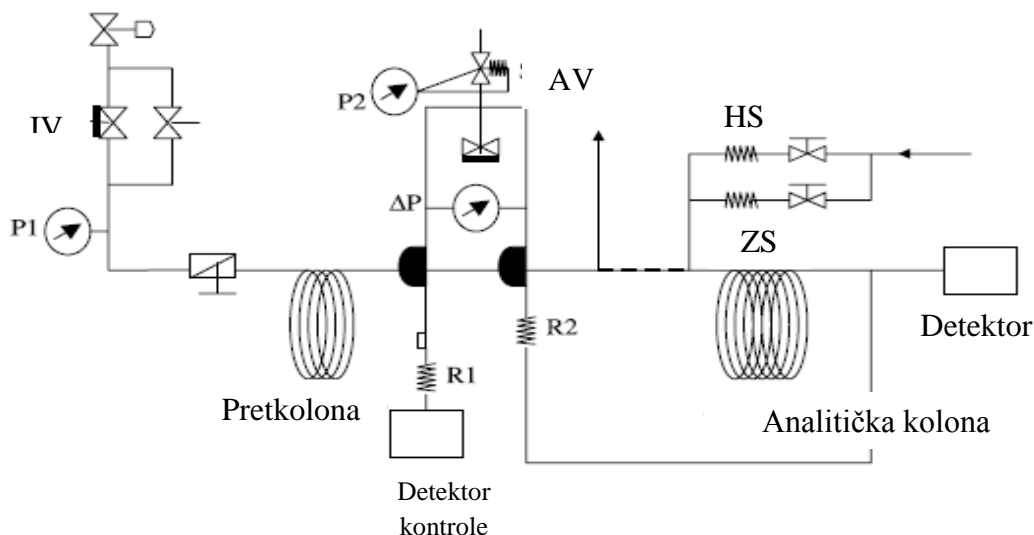 AV
P2
HS
IV
ΔP
P1
ZS
R2
Detektor
R1
Pretkolona
Analitička kolona
Detektor
kontrole